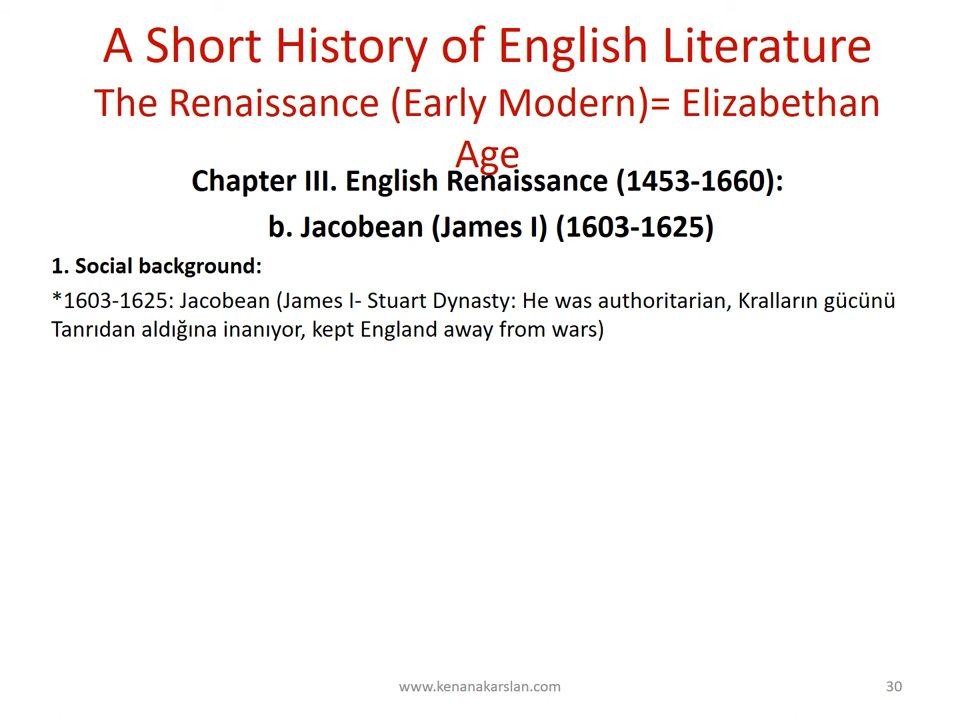 A Short History of English Literature
The Renaissance (Early Modern)= Elizabethan
Age
Chapter III. English Renaissance (1453-1660):
b. Jacobean (James I) (1603-1625)
1. Social background:
*1603-1625: Jacobean (James I- Stuart Dynasty: He was authoritarian, Kralların gücünü
Tanrıdan aldığına inanıyor, kept England away from wars)
www.kenanakarslan.com
30